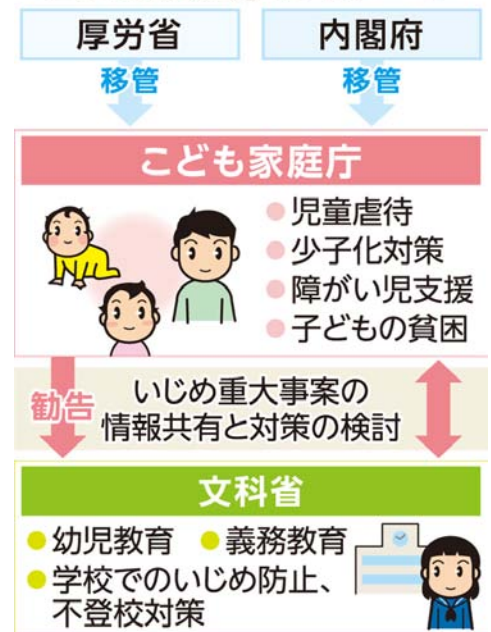 厚労省
内閣府
移管
移管
こども家庭庁
●児童虐待
●少子化対策
●障がい児支援
●子どもの貧困
勧告
いじめ重大事案の
情報共有と対策の検討
文科省
●幼児教育 ●義務教育
●学校でのいじめ防止、
不登校対策